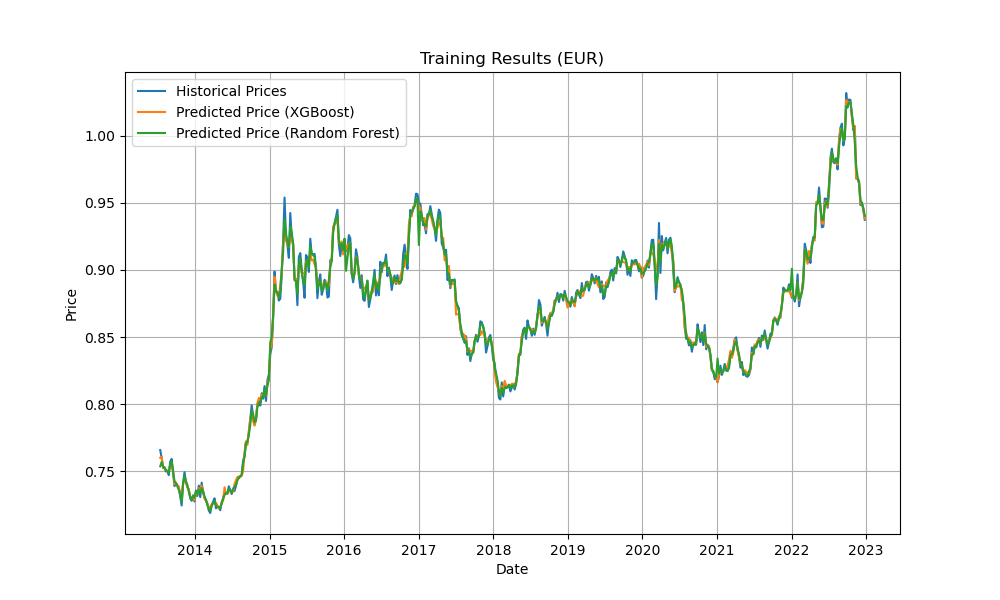 Training Results (EUR)
Historical Prices
Predicted Price (XGBoost)
Predicted Price (Random Forest)
1.00
0.95
0.90
0.85
0.80
0.75
Price
2014 2015 2016 2017 2018 2019 2020 2021 2022 2023
Date